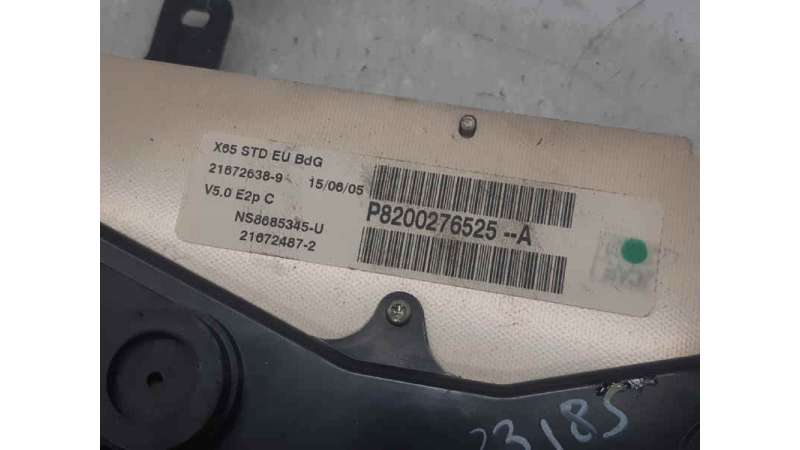 X65 STD EU BdG
21672638-9 15/06/05
V5.0 E2p C
NS8685345-U
21672487-2
P8200276525--A
23185